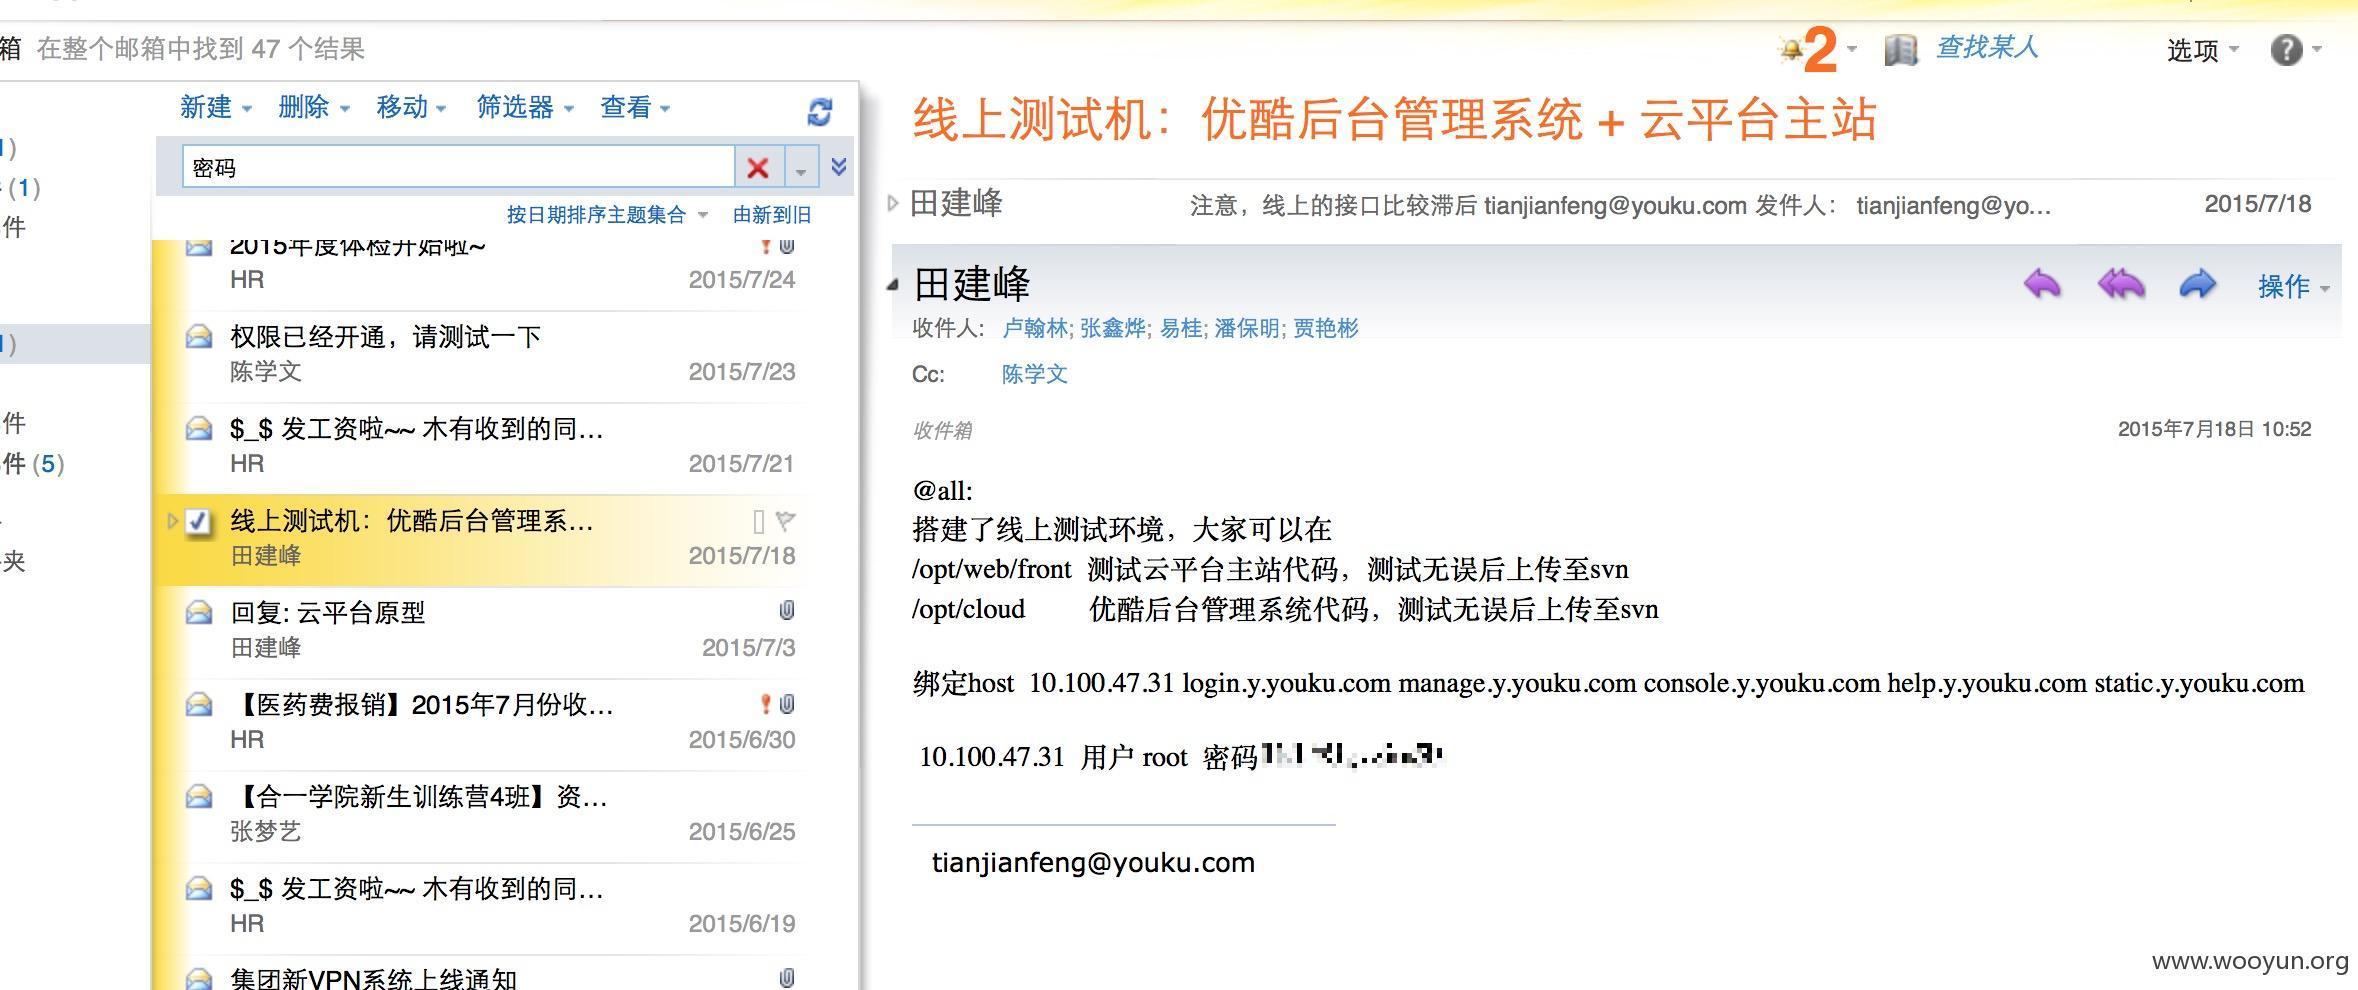 箱 在整个邮箱中找到 47 个结果
2 查找某人 选项
新建 删除 移动 筛选器 查看
密码
按日期排序主题集合 由新到旧
(1)
件
件
件 (5)
夹
2015年度体检开始啦~
HR 2015/7/24
权限已经开通，请测试一下
陈学文 2015/7/23
$_$ 发工资啦~~ 木有收到的同…
HR 2015/7/21
线上测试机：优酷后台管理系…
田建峰 2015/7/18
回复: 云平台原型
田建峰 2015/7/3
【医药费报销】2015年7月份收…
HR 2015/6/30
【合一学院新生训练营4班】资…
张梦艺 2015/6/25
$_$ 发工资啦~~ 木有收到的同…
HR 2015/6/19
集团新VPN系统上线通知
线上测试机：优酷后台管理系统 + 云平台主站
田建峰 注意，线上的接口比较滞后 tianjianfeng@youku.com 发件人： tianjianfeng@yo... 2015/7/18
田建峰 操作
收件人: 卢翰林; 张鑫烨; 易桂; 潘保明; 贾艳彬
Cc: 陈学文
收件箱 2015年7月18日 10:52
@all:
搭建了线上测试环境，大家可以在
/opt/web/front 测试云平台主站代码，测试无误后上传至svn
/opt/cloud 优酷后台管理系统代码，测试无误后上传至svn
绑定host 10.100.47.31 login.y.youku.com manage.y.youku.com console.y.youku.com help.y.youku.com static.y.youku.com
10.100.47.31 用户 root 密码
tianjianfeng@youku.com
www.wooyun.org